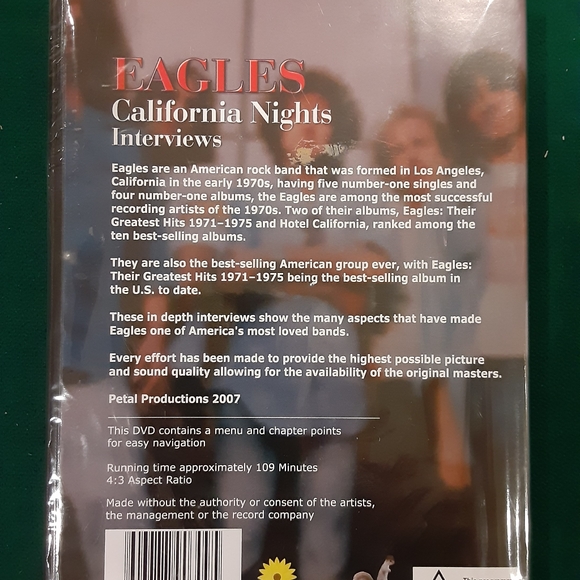 EAGLES
California Nights
Interviews
Eagles are an American rock band that was formed in Los Angeles,
California in the early 1970s, having five number-one singles and
four number-one albums, the Eagles are among the most successful
recording artists of the 1970s. Two of their albums, Eagles: Their
Greatest Hits 1971–1975 and Hotel California, ranked among the
ten best-selling albums.
They are also the best-selling American group ever, with Eagles:
Their Greatest Hits 1971–1975 being the best-selling album in
the U.S. to date.
These in depth interviews show the many aspects that have made
Eagles one of America's most loved bands.
Every effort has been made to provide the highest possible picture
and sound quality allowing for the availability of the original masters.
Petal Productions 2007
This DVD contains a menu and chapter points
for easy navigation
Running time approximately 109 Minutes
4:3 Aspect Ratio
Made without the authority or consent of the artists,
the management or the record company